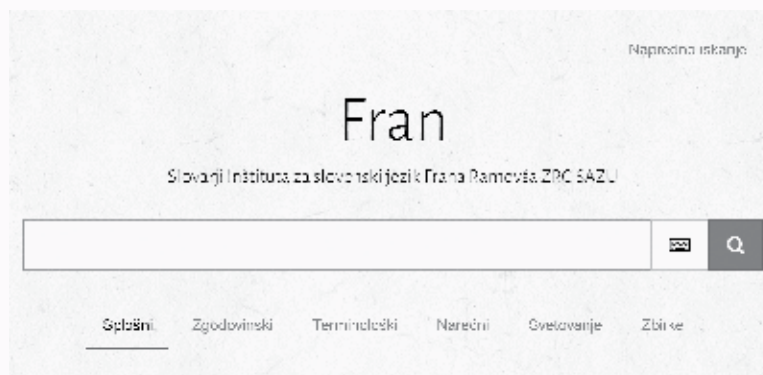 Napredno iskanje
Fran
Slovarji Inštituta za slovenski jezik Frana Ramovša ZRC SAZU
Splošni Zgodovinski Terminološki Narečni Svetovanje Zbirke